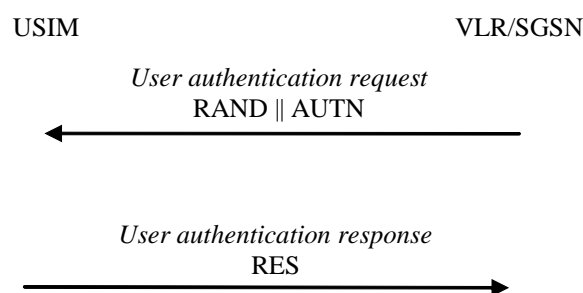 USIM VLR/SGSN
User authentication request
RAND || AUTN
User authentication response
RES